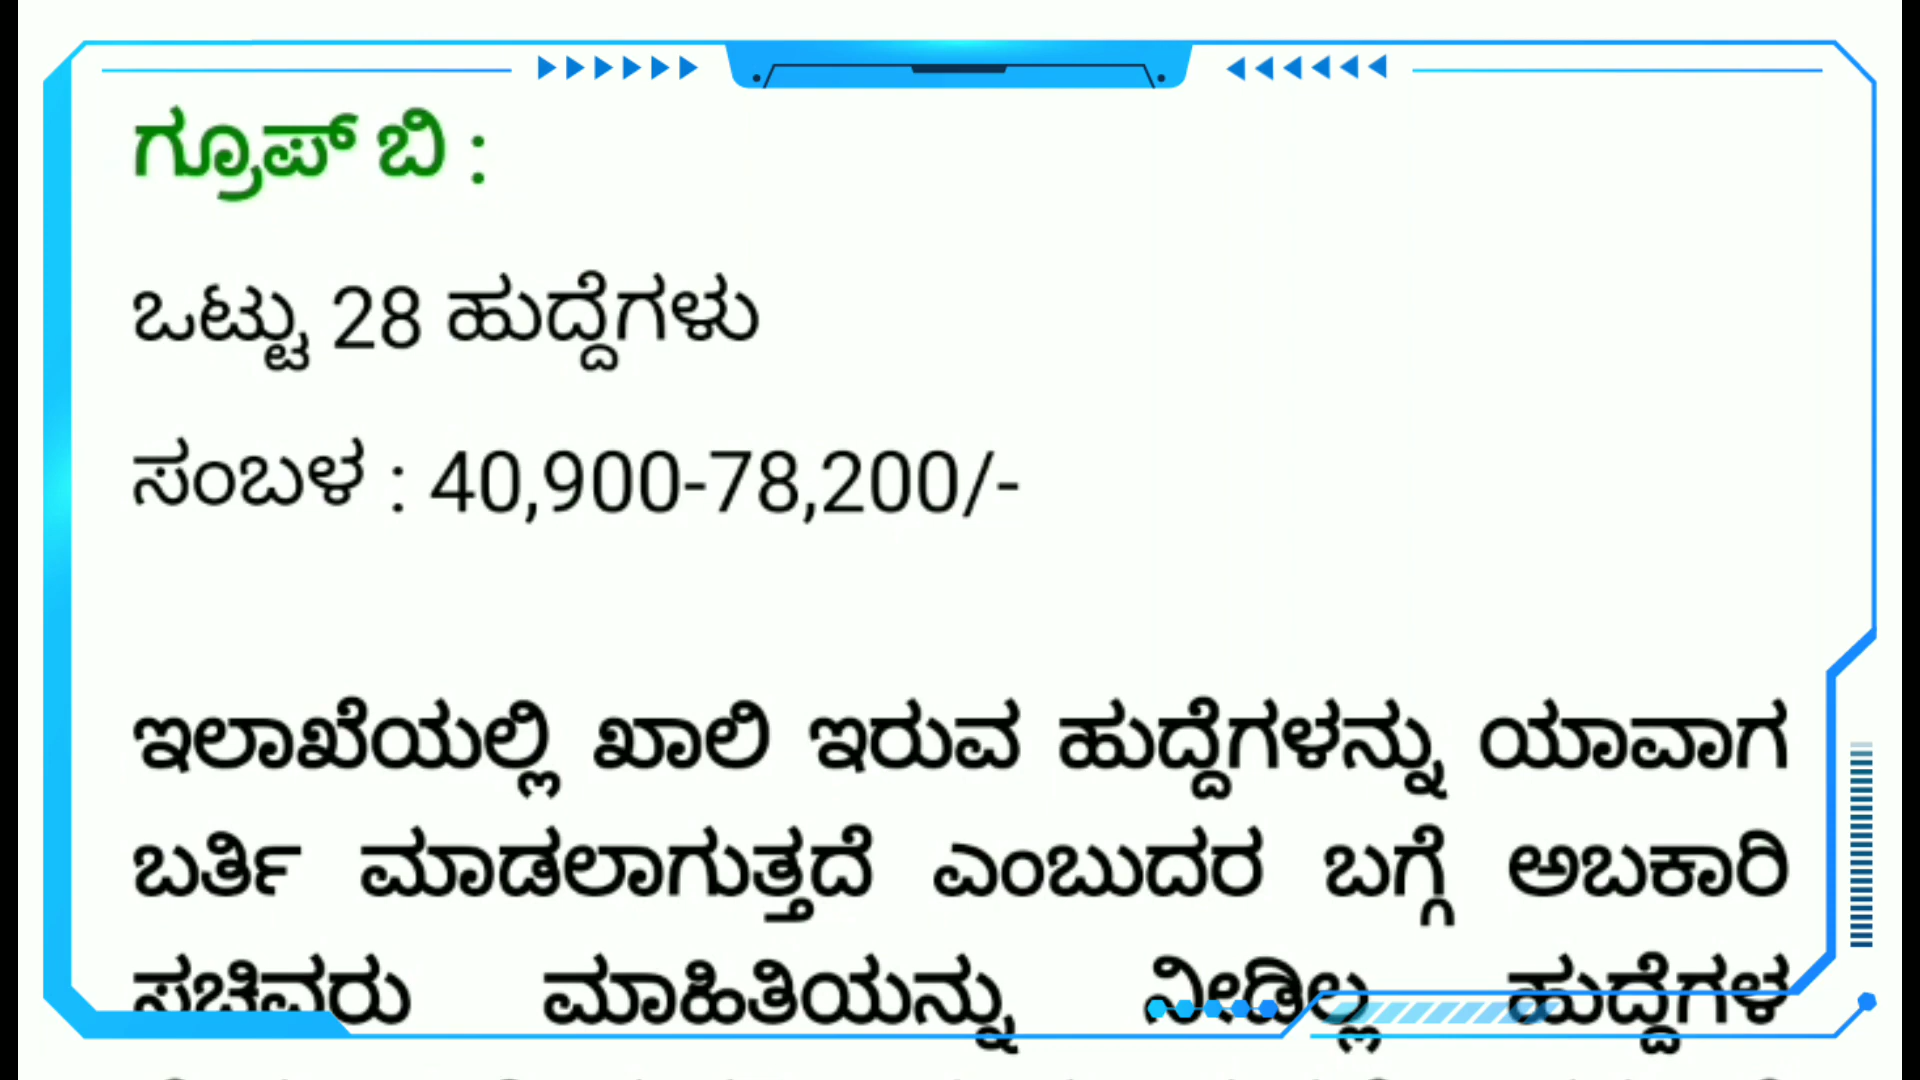 ಗ್ರೂಪ್ ಬಿ :
ಒಟ್ಟು 28 ಹುದ್ದೆಗಳು
ಸಂಬಳ : 40,900-78,200/-
ಇಲಾಖೆಯಲ್ಲಿ ಖಾಲಿ ಇರುವ ಹುದ್ದೆಗಳನ್ನು ಯಾವಾಗ
ಬರ್ತಿ ಮಾಡಲಾಗುತ್ತದೆ ಎಂಬುದರ ಬಗ್ಗೆ ಅಬಕಾರಿ
ಸಚಿವರು ಮಾಹಿತಿಯನ್ನು ನೀಡಿಲ್ಲ ಹುದ್ದೆಗಳ